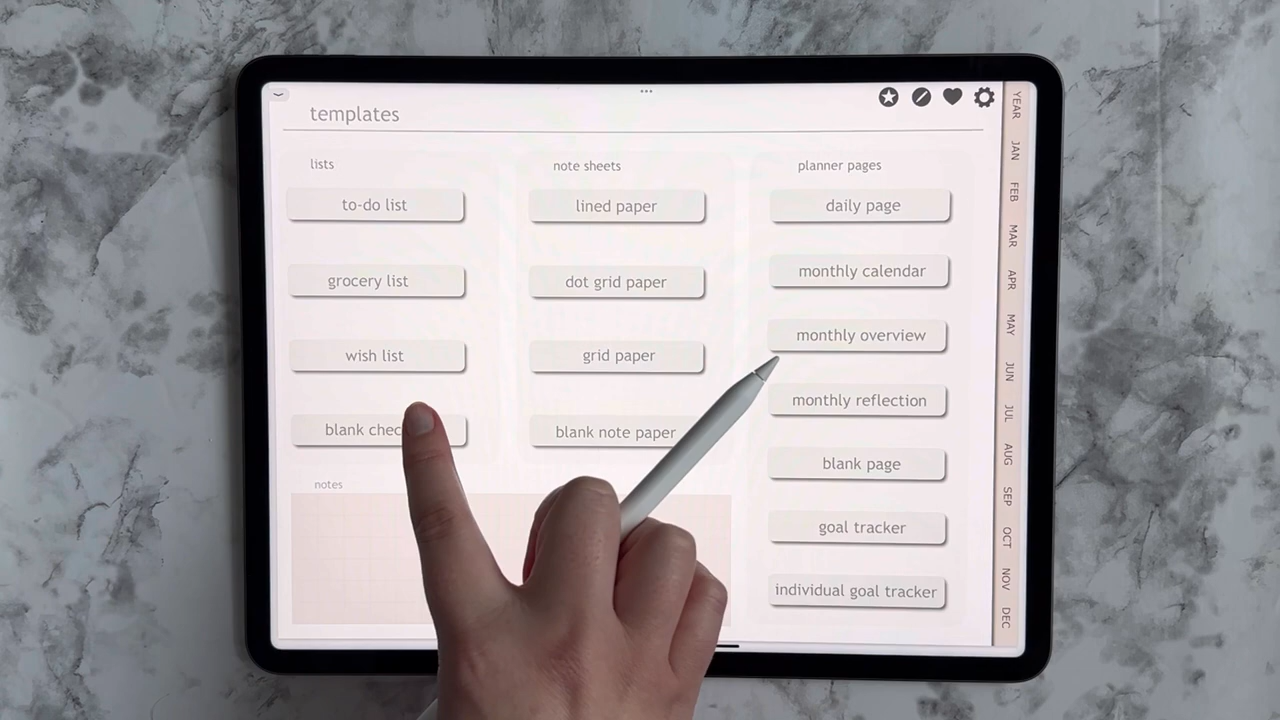 templates
lists
to-do list
grocery list
wish list
blank
notes
note sheets
lined paper
dot grid paper
grid paper
blank note paper
planner pages
daily page
monthly calendar
monthly overview
monthly reflection
blank page
goal tracker
individual goal tracker
YEAR
JAN
FEB
MAR
APR
MAY
JUN
JUL
AUG
SEP
OCT
NOV
DEC